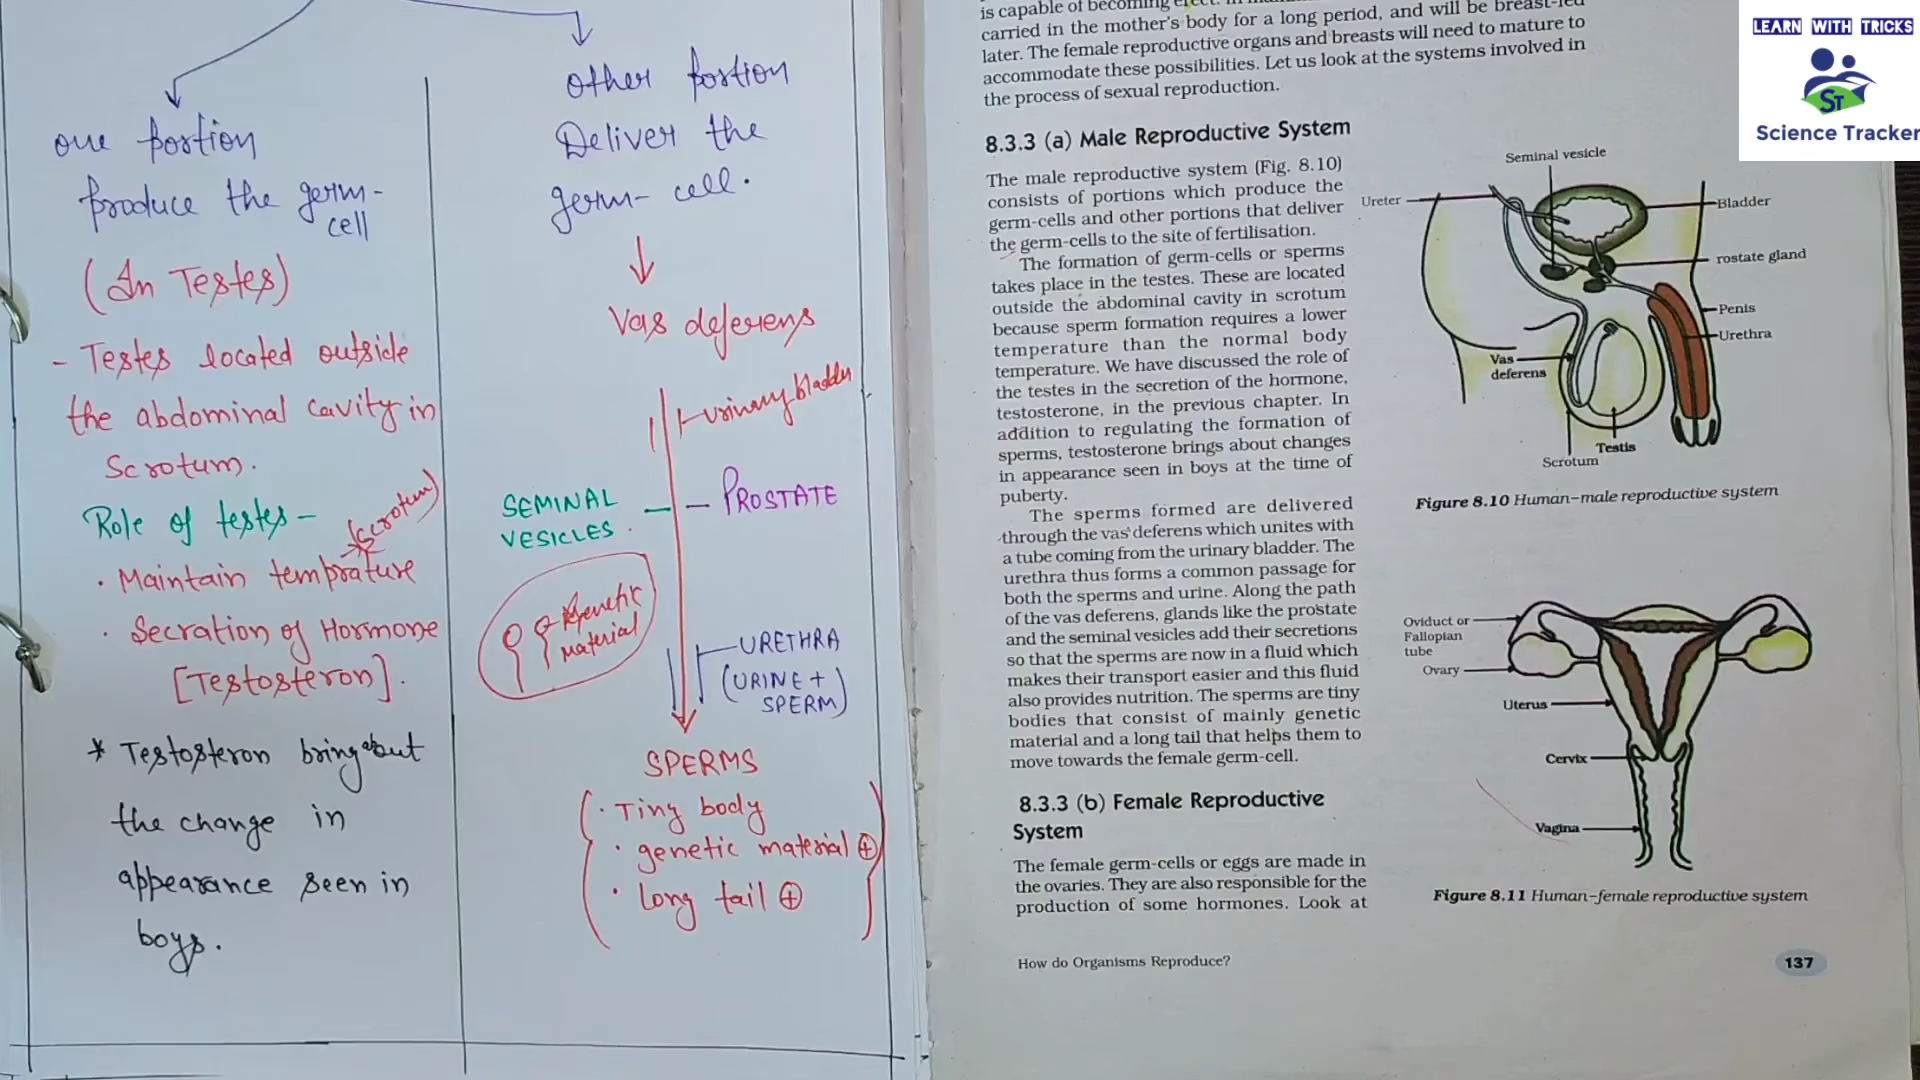 one portion
produce the germ-
cell
(In Testes)
- Testes located outside
the abdominal cavity in
Scrotum.
Role of testes -
(scrotum)
· Maintain temprature
· Secration of Hormone
[Testosteron].
* Testosteron bring about
the change in
appearance seen in
boys.
other portion
Deliver the
germ-cell.
Vas deferens
urinary bladder
SEMINAL
VESICLES.
- PROSTATE
genetic
material
URETHRA
(URINE +
SPERM)
SPERMS
· Tiny body
· genetic material +
· Long tail +
is capable of becoming erect.
carried in the mother's body for a long period, and will be breast-fed
later. The female reproductive organs and breasts will need to mature to
accommodate these possibilities. Let us look at the systems involved in
the process of sexual reproduction.
8.3.3 (a) Male Reproductive System
The male reproductive system (Fig. 8.10)
consists of portions which produce the
germ-cells and other portions that deliver
the germ-cells to the site of fertilisation.
The formation of germ-cells or sperms
takes place in the testes. These are located
outside the abdominal cavity in scrotum
because sperm formation requires a lower
temperature than the normal body
temperature. We have discussed the role of
the testes in the secretion of the hormone,
testosterone, in the previous chapter. In
addition to regulating the formation of
sperms, testosterone brings about changes
in appearance seen in boys at the time of
puberty.
The sperms formed are delivered
through the vas deferens which unites with
a tube coming from the urinary bladder. The
urethra thus forms a common passage for
both the sperms and urine. Along the path
of the vas deferens, glands like the prostate
and the seminal vesicles add their secretions
so that the sperms are now in a fluid which
makes their transport easier and this fluid
also provides nutrition. The sperms are tiny
bodies that consist of mainly genetic
material and a long tail that helps them to
move towards the female germ-cell.
8.3.3 (b) Female Reproductive
System
The female germ-cells or eggs are made in
the ovaries. They are also responsible for the
production of some hormones. Look at
How do Organisms Reproduce?
Seminal vesicle
Ureter
Bladder
rostate gland
Penis
Urethra
Vas
deferens
Testis
Scrotum
Figure 8.10 Human-male reproductive system
Oviduct or
Fallopian
tube
Ovary
Uterus
Cervix
Vagina
Figure 8.11 Human-female reproductive system
137
LEARN WITH TRICKS
ST
Science Tracker